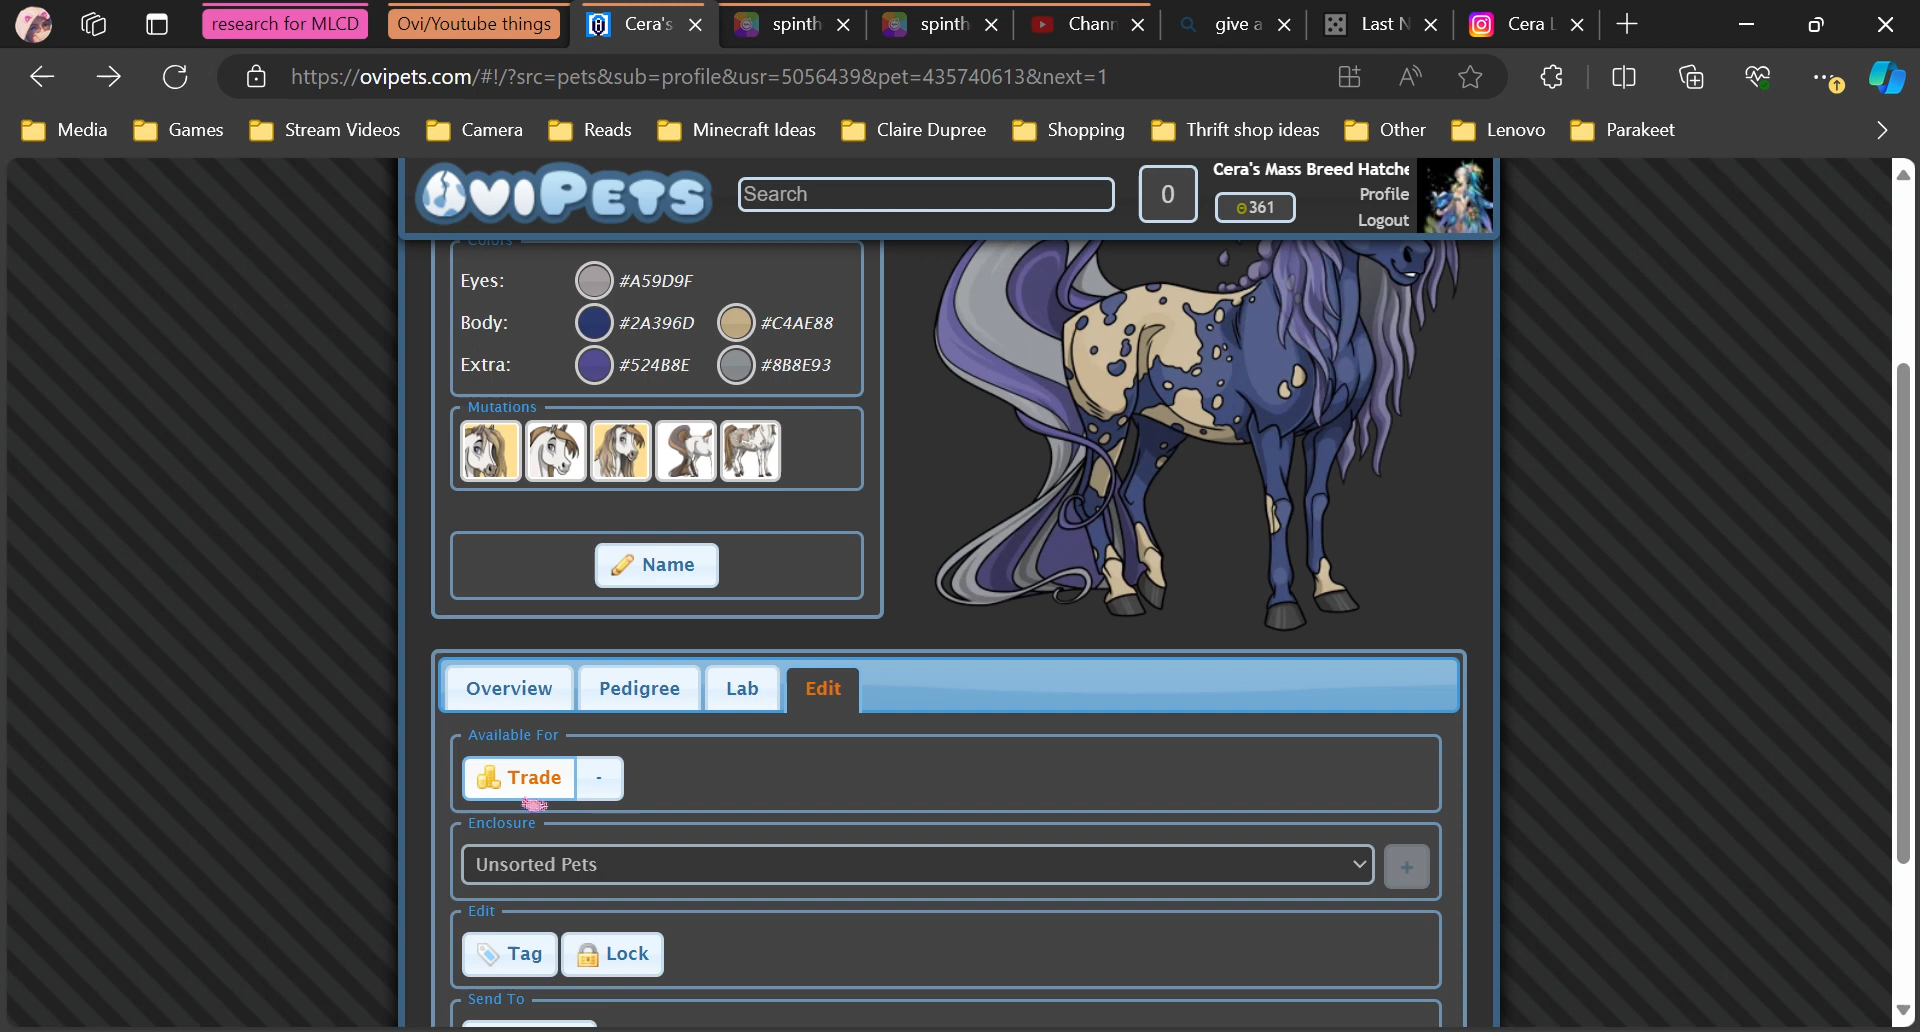 research for MLCD
Ovi/Youtube things
Cera's
spinth
spinth
Chann
give a
Last N
Cera L
https://ovipets.com/#!/?src=pets&sub=profile&usr=5056439&pet=435740613&next=1
Media
Games
Stream Videos
Camera
Reads
Minecraft Ideas
Claire Dupree
Shopping
Thrift shop ideas
Other
Lenovo
Parakeet
OviPets
Search
0
Cera's Mass Breed Hatche
361
Profile
Logout
Colors
Eyes: #A59D9F
Body: #2A396D #C4AE88
Extra: #524B8E #8B8E93
Mutations
Name
Overview
Pedigree
Lab
Edit
Available For
Trade -
Enclosure
Unsorted Pets +
Edit
Tag
Lock
Send To